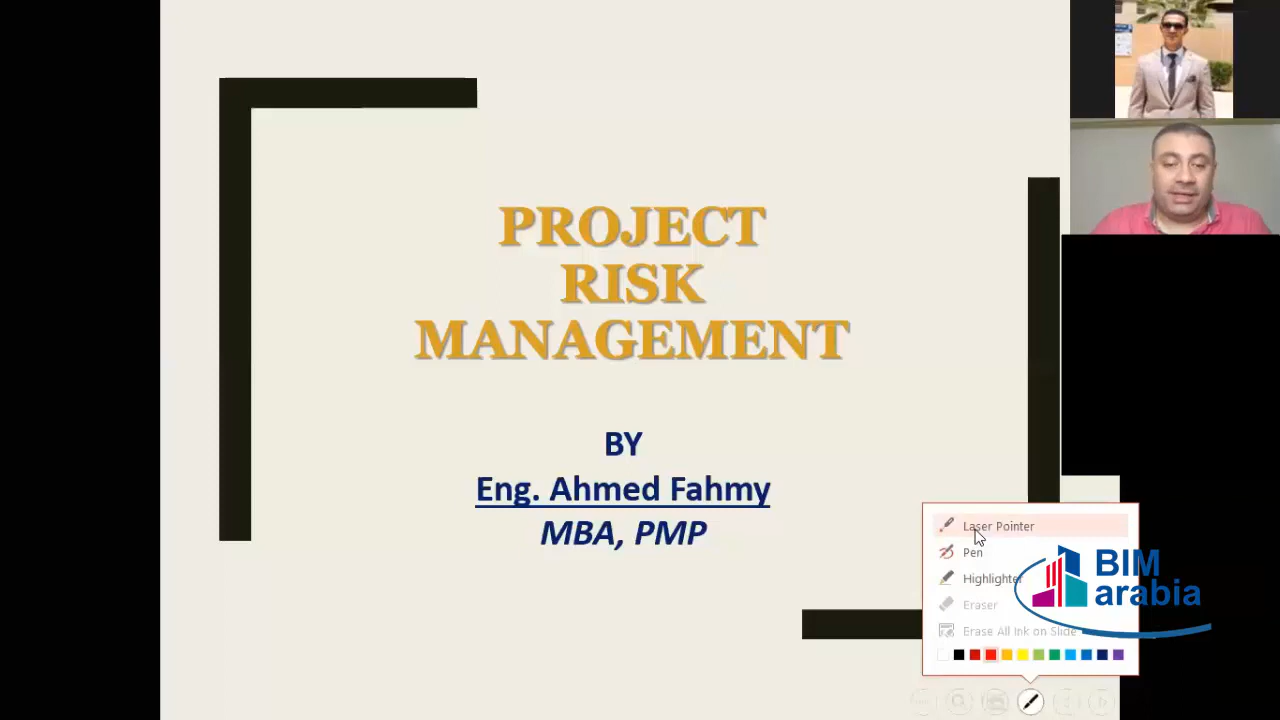 PROJECT
RISK
MANAGEMENT
BY
Eng. Ahmed Fahmy
MBA, PMP
Laser Pointer
Pen
Highlighter
Eraser
Erase All Ink on Slide
BIM
arabia